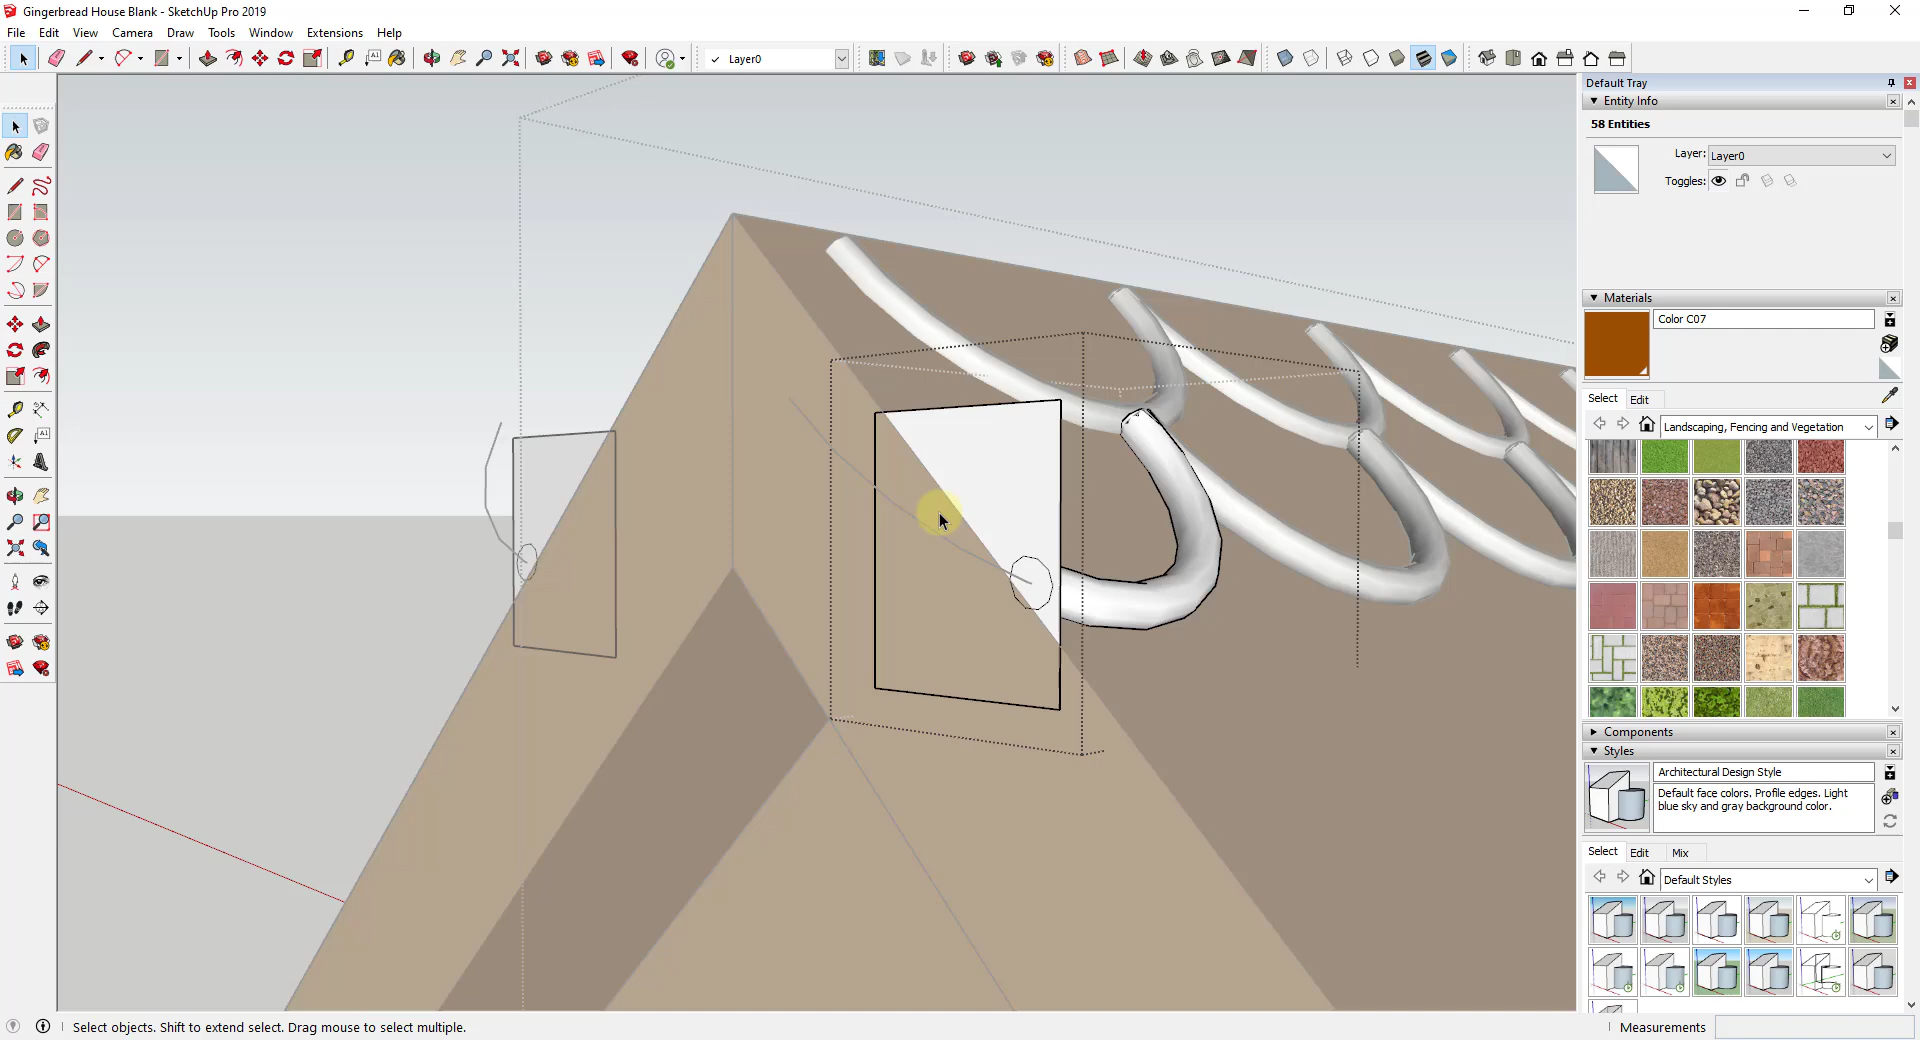 Gingerbread House Blank - SketchUp Pro 2019
File Edit View Camera Draw Tools Window Extensions Help
Layer0
Default Tray
Entity Info
58 Entities
Layer: Layer0
Toggles:
Materials
Color C07
Select Edit
Landscaping, Fencing and Vegetation
Components
Styles
Architectural Design Style
Default face colors. Profile edges. Light
blue sky and gray background color.
Select Edit Mix
Default Styles
Select objects. Shift to extend select. Drag mouse to select multiple.
Measurements